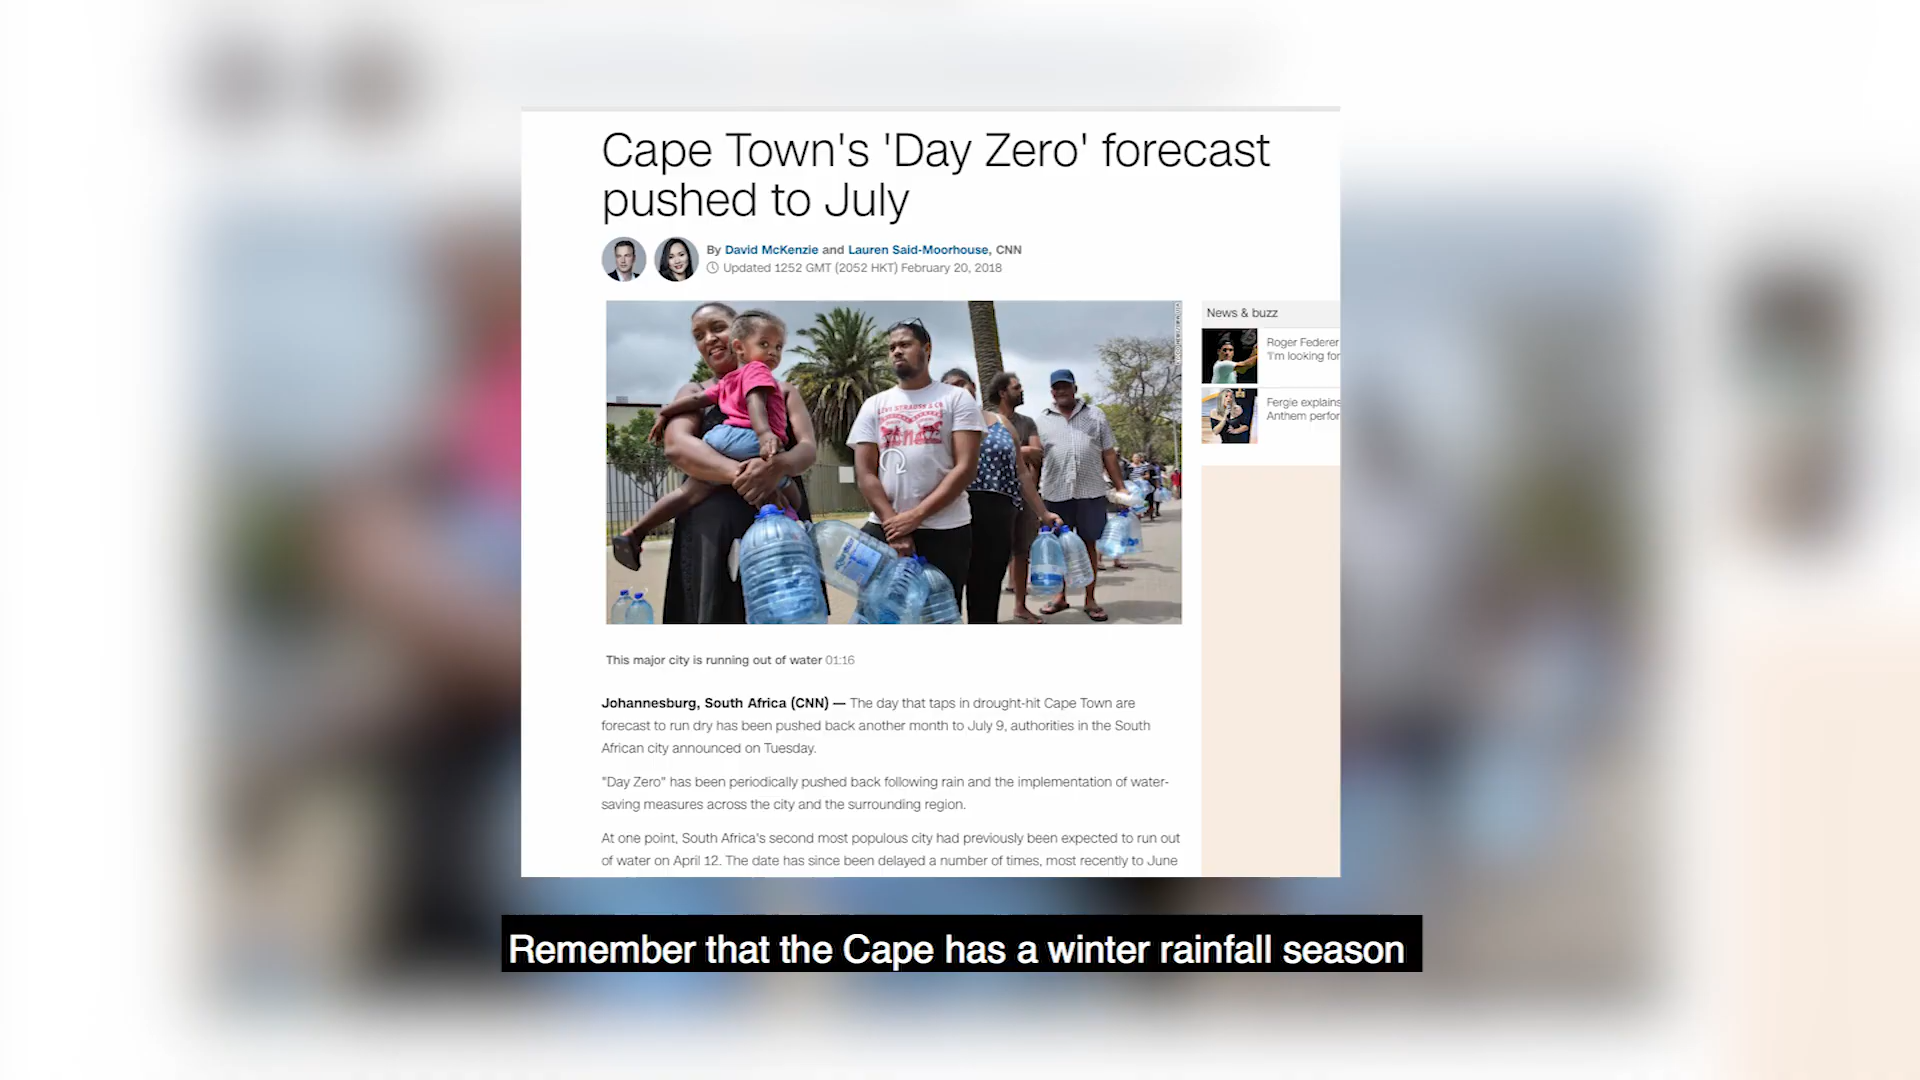 Cape Town's 'Day Zero' forecast
pushed to July
By David McKenzie and Lauren Said-Moorhouse, CNN
Updated 1252 GMT (2052 HKT) February 20, 2018
News & buzz
Roger Federer
'I'm looking for
Fergie explains
Anthem perfor
This major city is running out of water 01:16
Johannesburg, South Africa (CNN) — The day that taps in drought-hit Cape Town are
forecast to run dry has been pushed back another month to July 9, authorities in the South
African city announced on Tuesday.
"Day Zero" has been periodically pushed back following rain and the implementation of water-
saving measures across the city and the surrounding region.
At one point, South Africa's second most populous city had previously been expected to run out
of water on April 12. The date has since been delayed a number of times, most recently to June
Remember that the Cape has a winter rainfall season